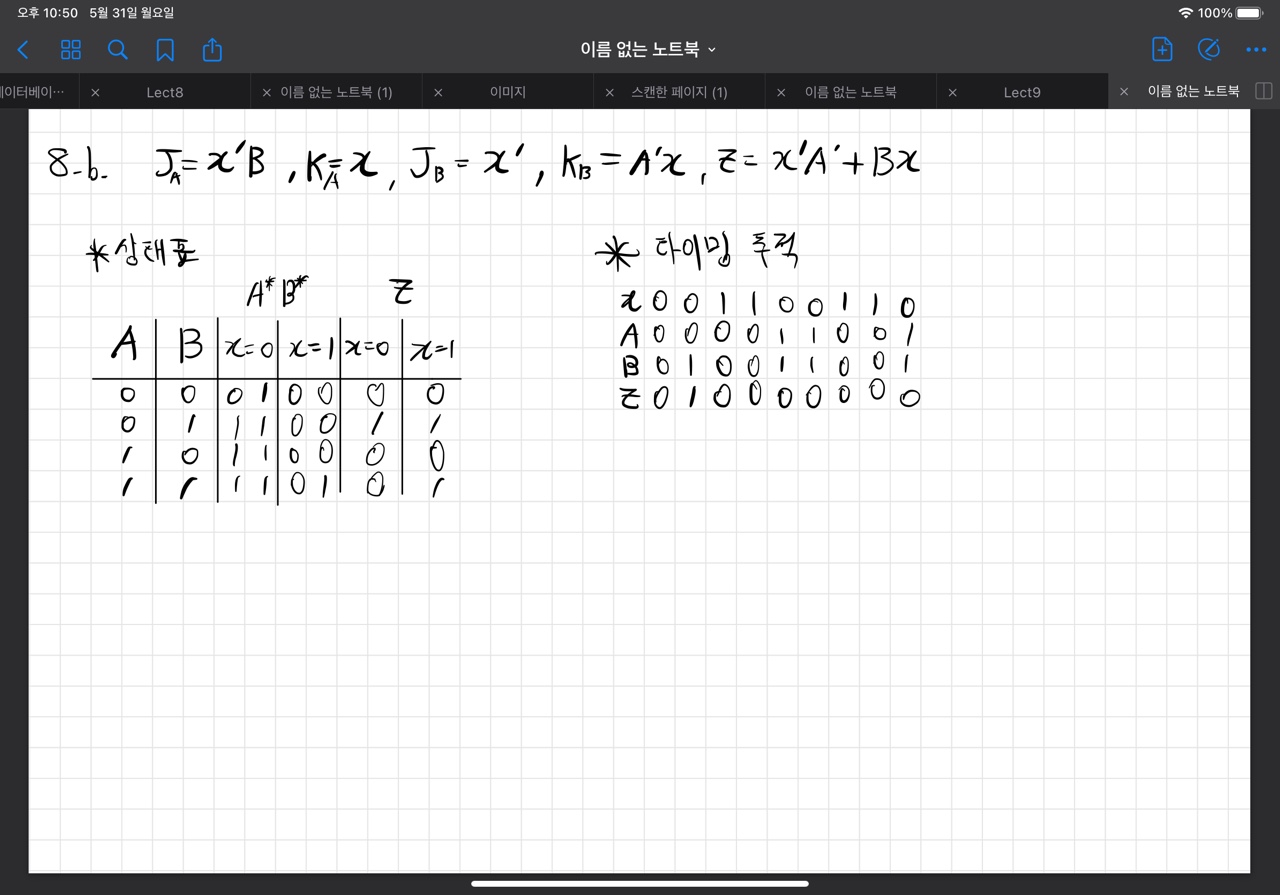 오후 10:50 5월 31일 월요일 100%
이름 없는 노트북
데이터베이… × Lect8 × 이름 없는 노트북 (1) × 이미지 × 스캔한 페이지 (1) × 이름 없는 노트북 × Lect9 × 이름 없는 노트북
8-b. J_A = x'B , K_A = x , J_B = x' , K_B = A'x , z = x'A' + Bx
*상태표
A* B* z
A B x=0 x=1 x=0 x=1
0 0 0 1 0 0 0 0
0 1 1 1 0 0 1 1
1 0 1 1 0 0 0 0
1 1 1 1 0 1 0 1
* 타이밍 추적
x 0 0 1 1 0 0 1 1 0
A 0 0 0 0 1 1 0 0 1
B 0 1 0 0 1 1 0 0 1
z 0 1 0 0 0 0 0 0 0